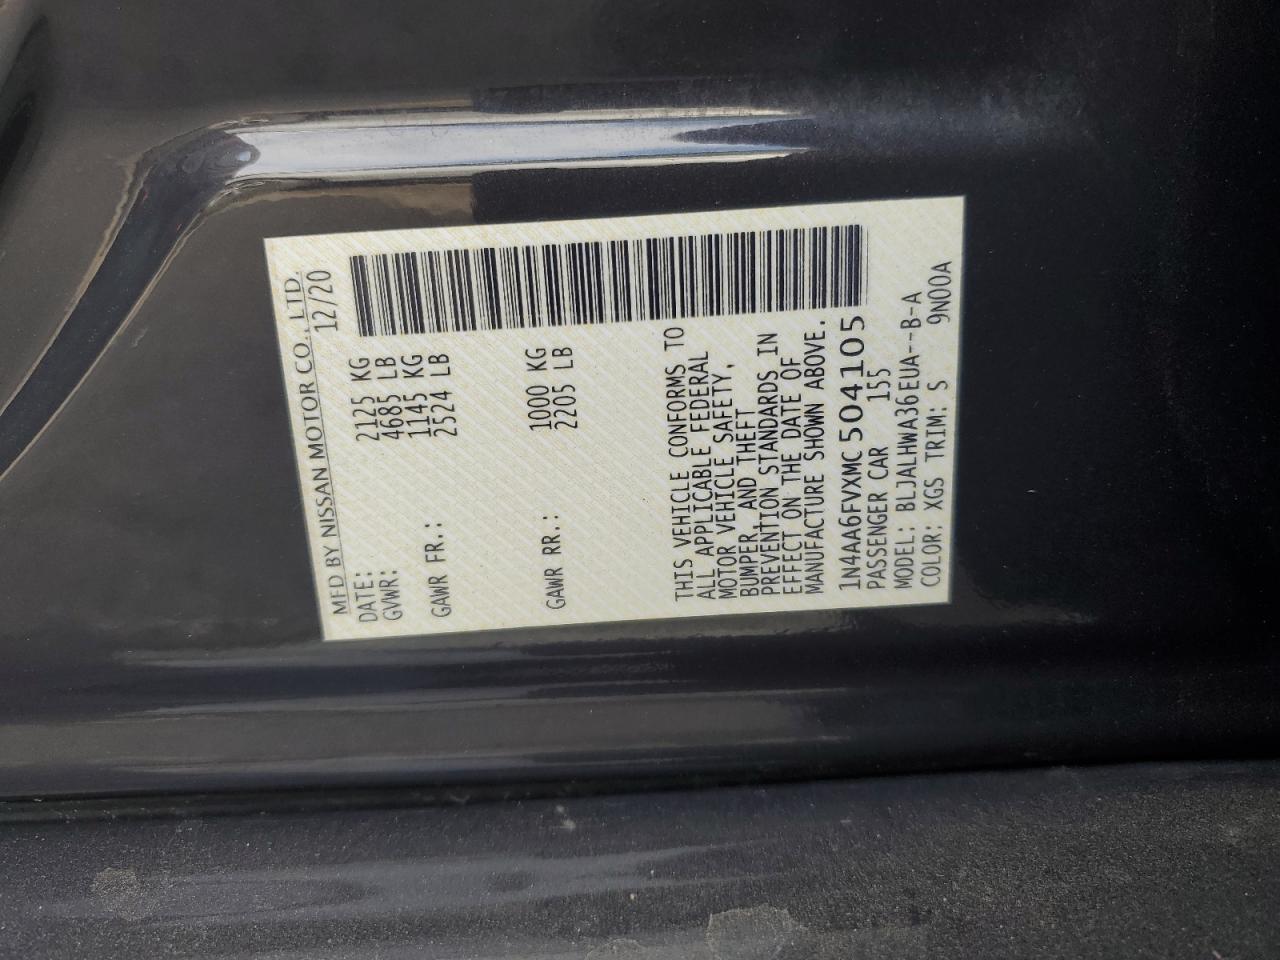 MFD BY NISSAN MOTOR CO., LTD.
DATE: 12/20
GVWR: 2125 KG
4685 LB
GAWR FR.: 1145 KG
2524 LB
GAWR RR.: 1000 KG
2205 LB
THIS VEHICLE CONFORMS TO
ALL APPLICABLE FEDERAL
MOTOR VEHICLE SAFETY,
BUMPER, AND THEFT
PREVENTION STANDARDS IN
EFFECT ON THE DATE OF
MANUFACTURE SHOWN ABOVE.
1N4AA6FVXMC504105
PASSENGER CAR 155
MODEL: BLJALHWA36EUA--B-A
COLOR: XGS TRIM: S 9N00A